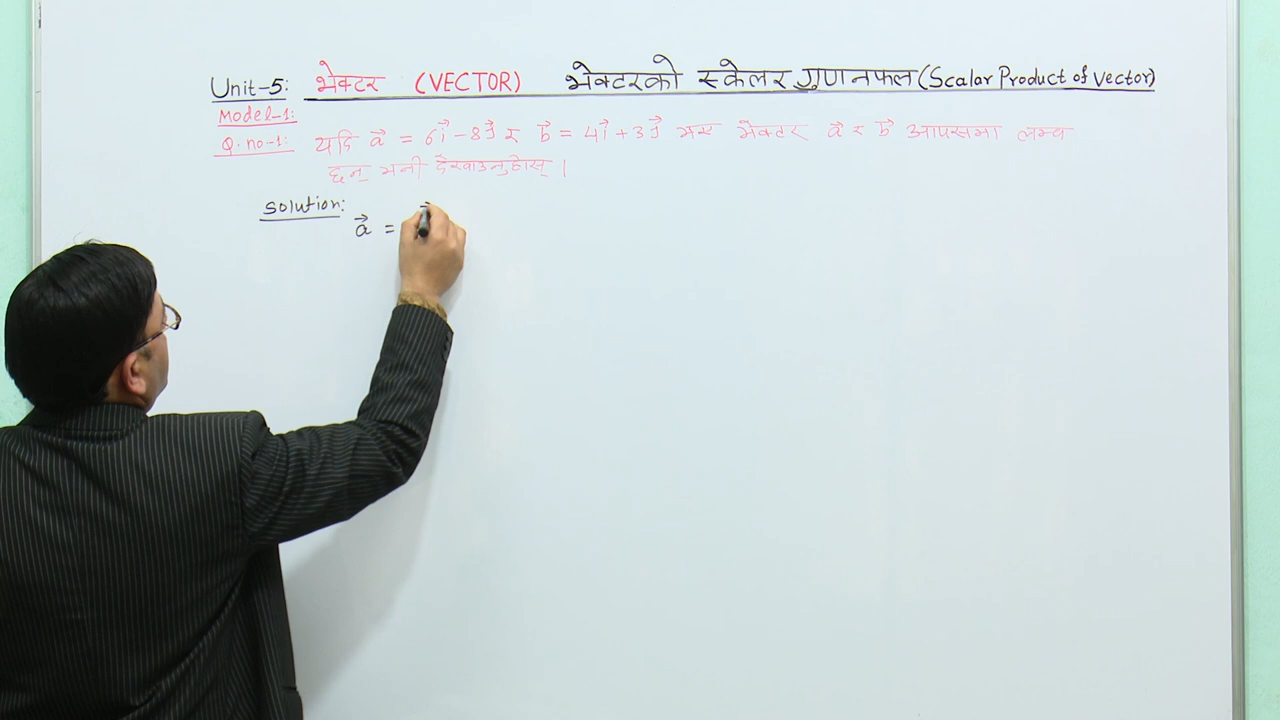 Unit-5: भेक्टर (VECTOR) भेक्टरको स्केलर गुणनफल (Scalar Product of Vector)
Model-1:
Q.no-1: यदि a⃗ = 6i⃗ - 8j⃗ र b⃗ = 4i⃗ + 3j⃗ भए भेक्टर a⃗ र b⃗ आपसमा लम्ब
छन् भनी देखाउनुहोस् ।
Solution:
a⃗ =